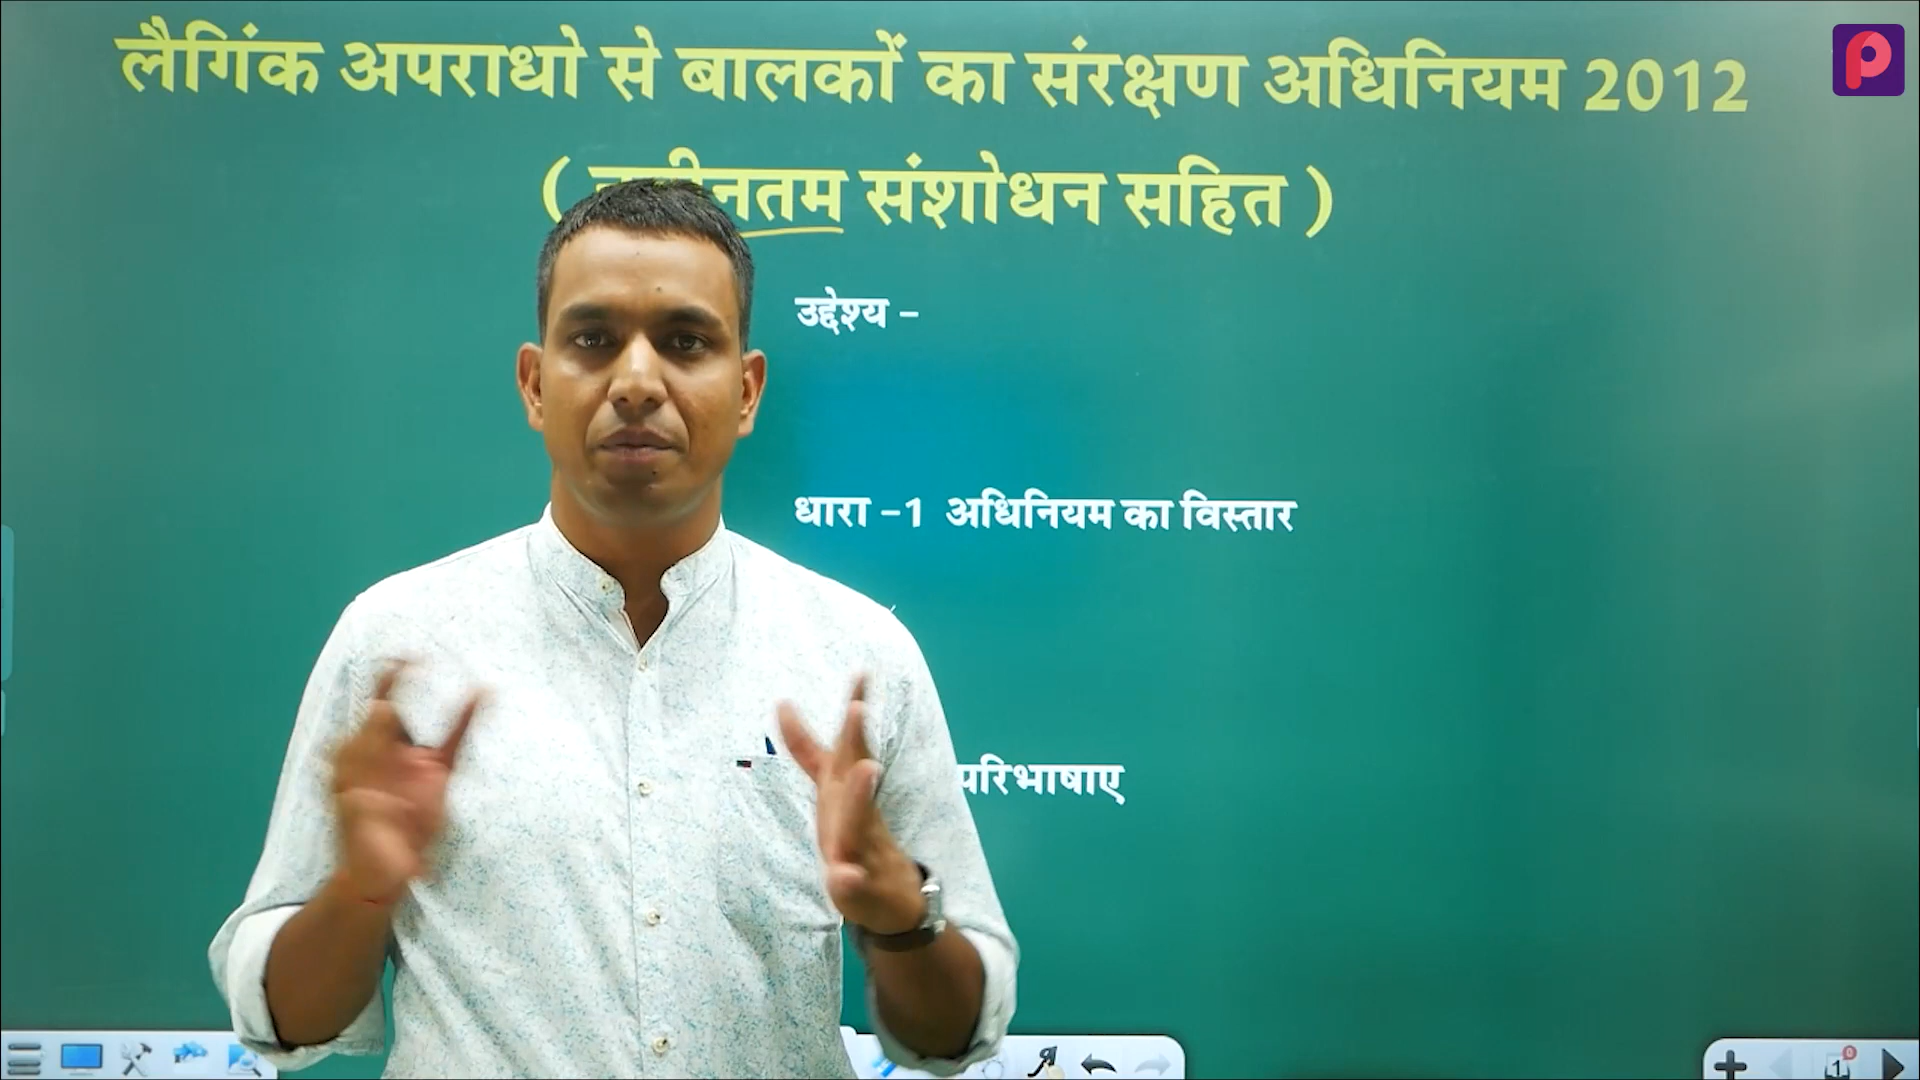 लैगिंक अपराधो से बालकों का संरक्षण अधिनियम 2012
( संशोधन सहित )
उद्देश्य –
धारा –1 अधिनियम का विस्तार
परिभाषाए